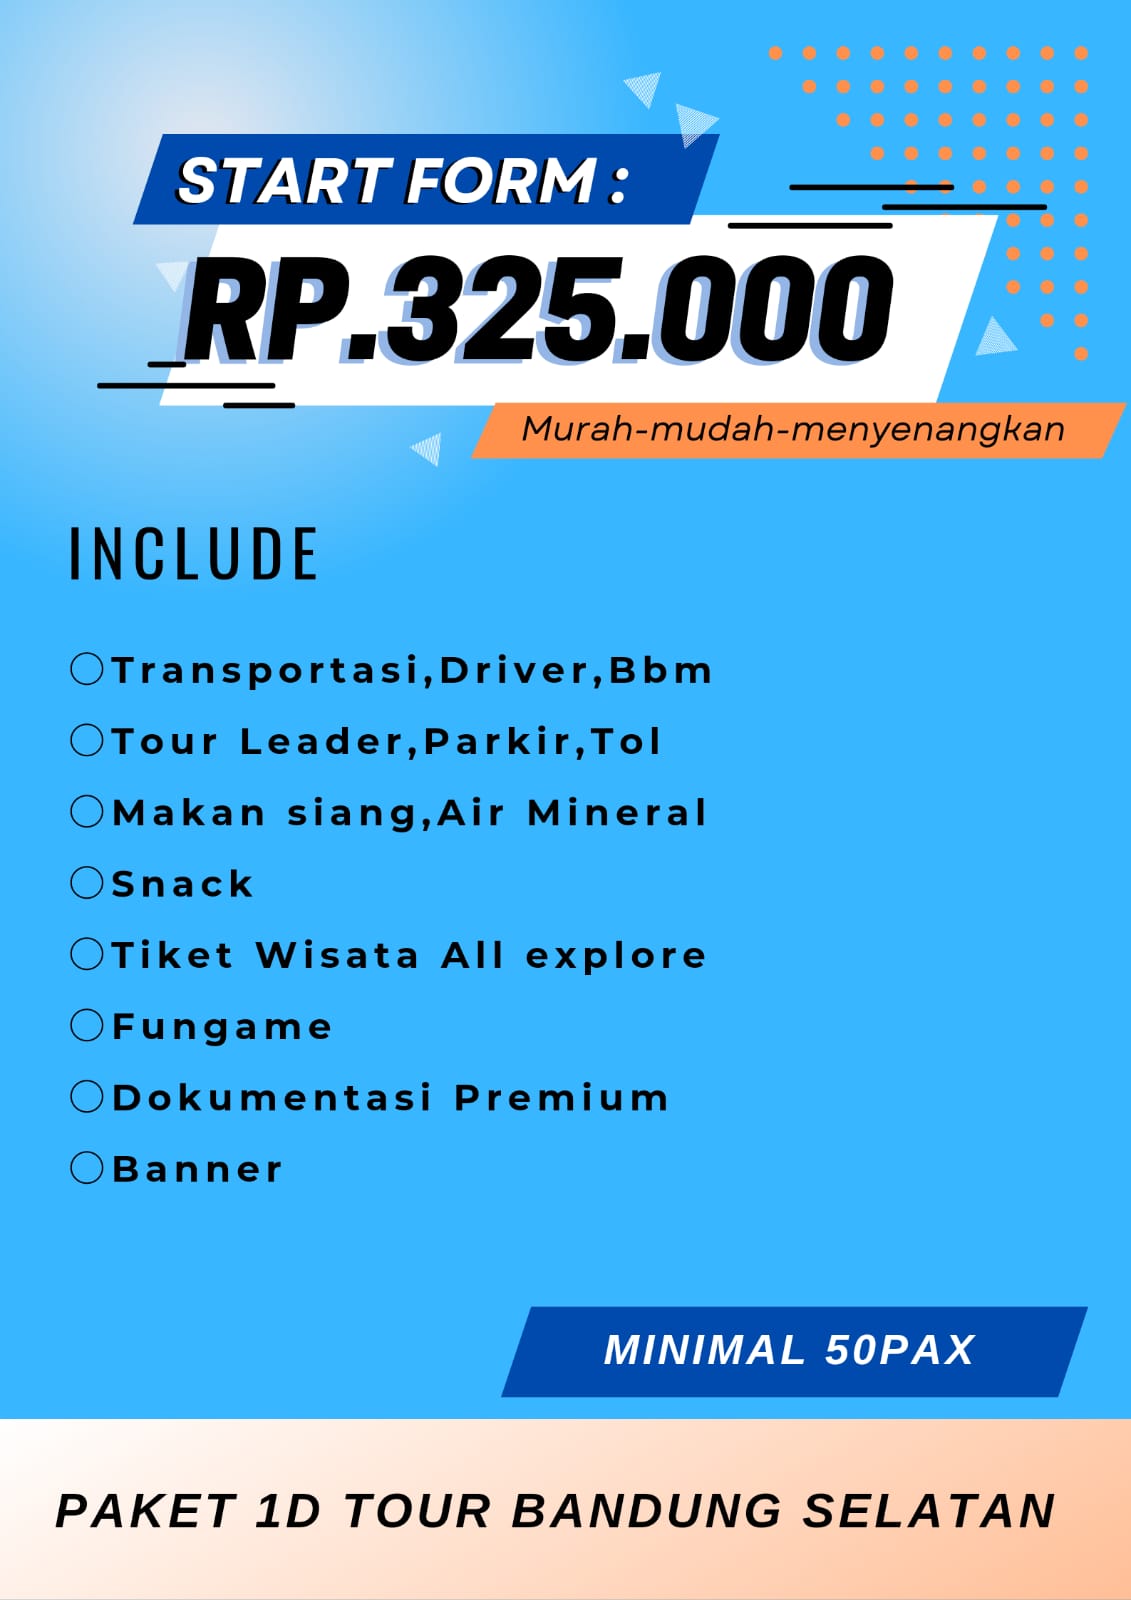 START FORM :
RP.325.000
Murah-mudah-menyenangkan
INCLUDE
Transportasi,Driver,Bbm
Tour Leader,Parkir,Tol
Makan siang,Air Mineral
Snack
Tiket Wisata All explore
Fungame
Dokumentasi Premium
Banner
MINIMAL 50PAX
PAKET 1D TOUR BANDUNG SELATAN